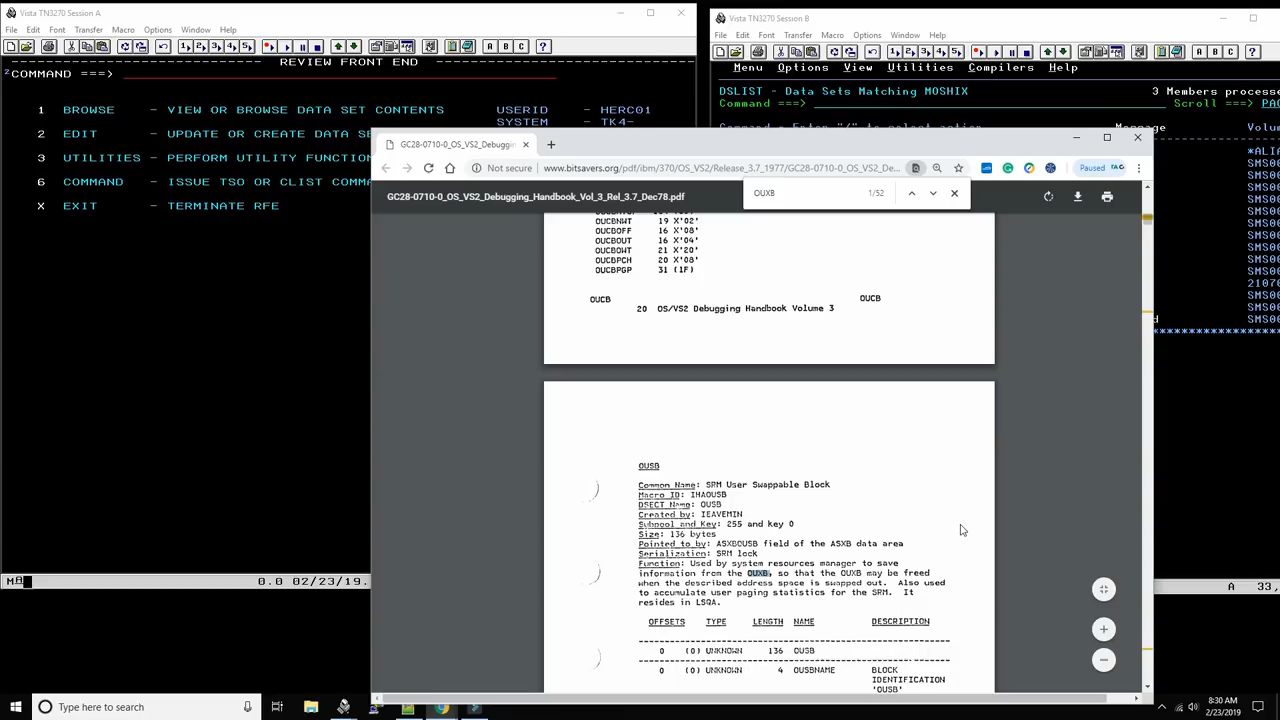 Vista TN3270 Session A
File Edit Font Transfer Macro Options Window Help
REVIEW FRONT END
COMMAND ===>
1 BROWSE - VIEW OR BROWSE DATA SET CONTENTS USERID - HERC01
SYSTEM - TK4-
2 EDIT - UPDATE OR CREATE DATA SE
3 UTILITIES - PERFORM UTILITY FUNCTION
6 COMMAND - ISSUE TSO OR CLIST COMMA
X EXIT - TERMINATE RFE
MA 0.0 02/23/19.
Vista TN3270 Session B
File Edit Font Transfer Macro Options Window Help
Menu Options View Utilities Compilers Help
DSLIST - Data Sets Matching MOSHIX 3 Members processe
Command ===> Scroll ===> PA
Volu
*ALIA
SMS00
SMS00
SMS00
A 33,
GC28-0710-0_OS_VS2_Debuggin
Not secure www.bitsavers.org/pdf/ibm/370/OS_VS2/Release_3.7_1977/GC28-0710-0_OS_VS2_De... Paused
OUXB 1/52
GC28-0710-0_OS_VS2_Debugging_Handbook_Vol_3_Rel_3.7_Dec78.pdf
OUCBNWT 19 X'02'
OUCBOFF 16 X'08'
OUCBOUT 16 X'04'
OUCBOWT 21 X'20'
OUCBPCH 20 X'08'
OUCBPGP 31 (1F)
OUCB OUCB
20 OS/VS2 Debugging Handbook Volume 3
OUSB
Common Name: SRM User Swappable Block
Macro ID: IHAOUSB
DSECT Name: OUSB
Created by: IEAVEMIN
Subpool and Key: 255 and key 0
Size: 136 bytes
Pointed to by: ASXBOUSB field of the ASXB data area
Serialization: SRM lock
Function: Used by system resources manager to save
information from the OUXB, so that the OUXB may be freed
when the described address space is swapped out. Also used
to accumulate user paging statistics for the SRM. It
resides in LSQA.
OFFSETS TYPE LENGTH NAME DESCRIPTION
0 (0) UNKNOWN 136 OUSB
0 (0) UNKNOWN 4 OUSBNAME BLOCK
IDENTIFICATION
'OUSB'
Type here to search
8:30 AM
2/23/2019